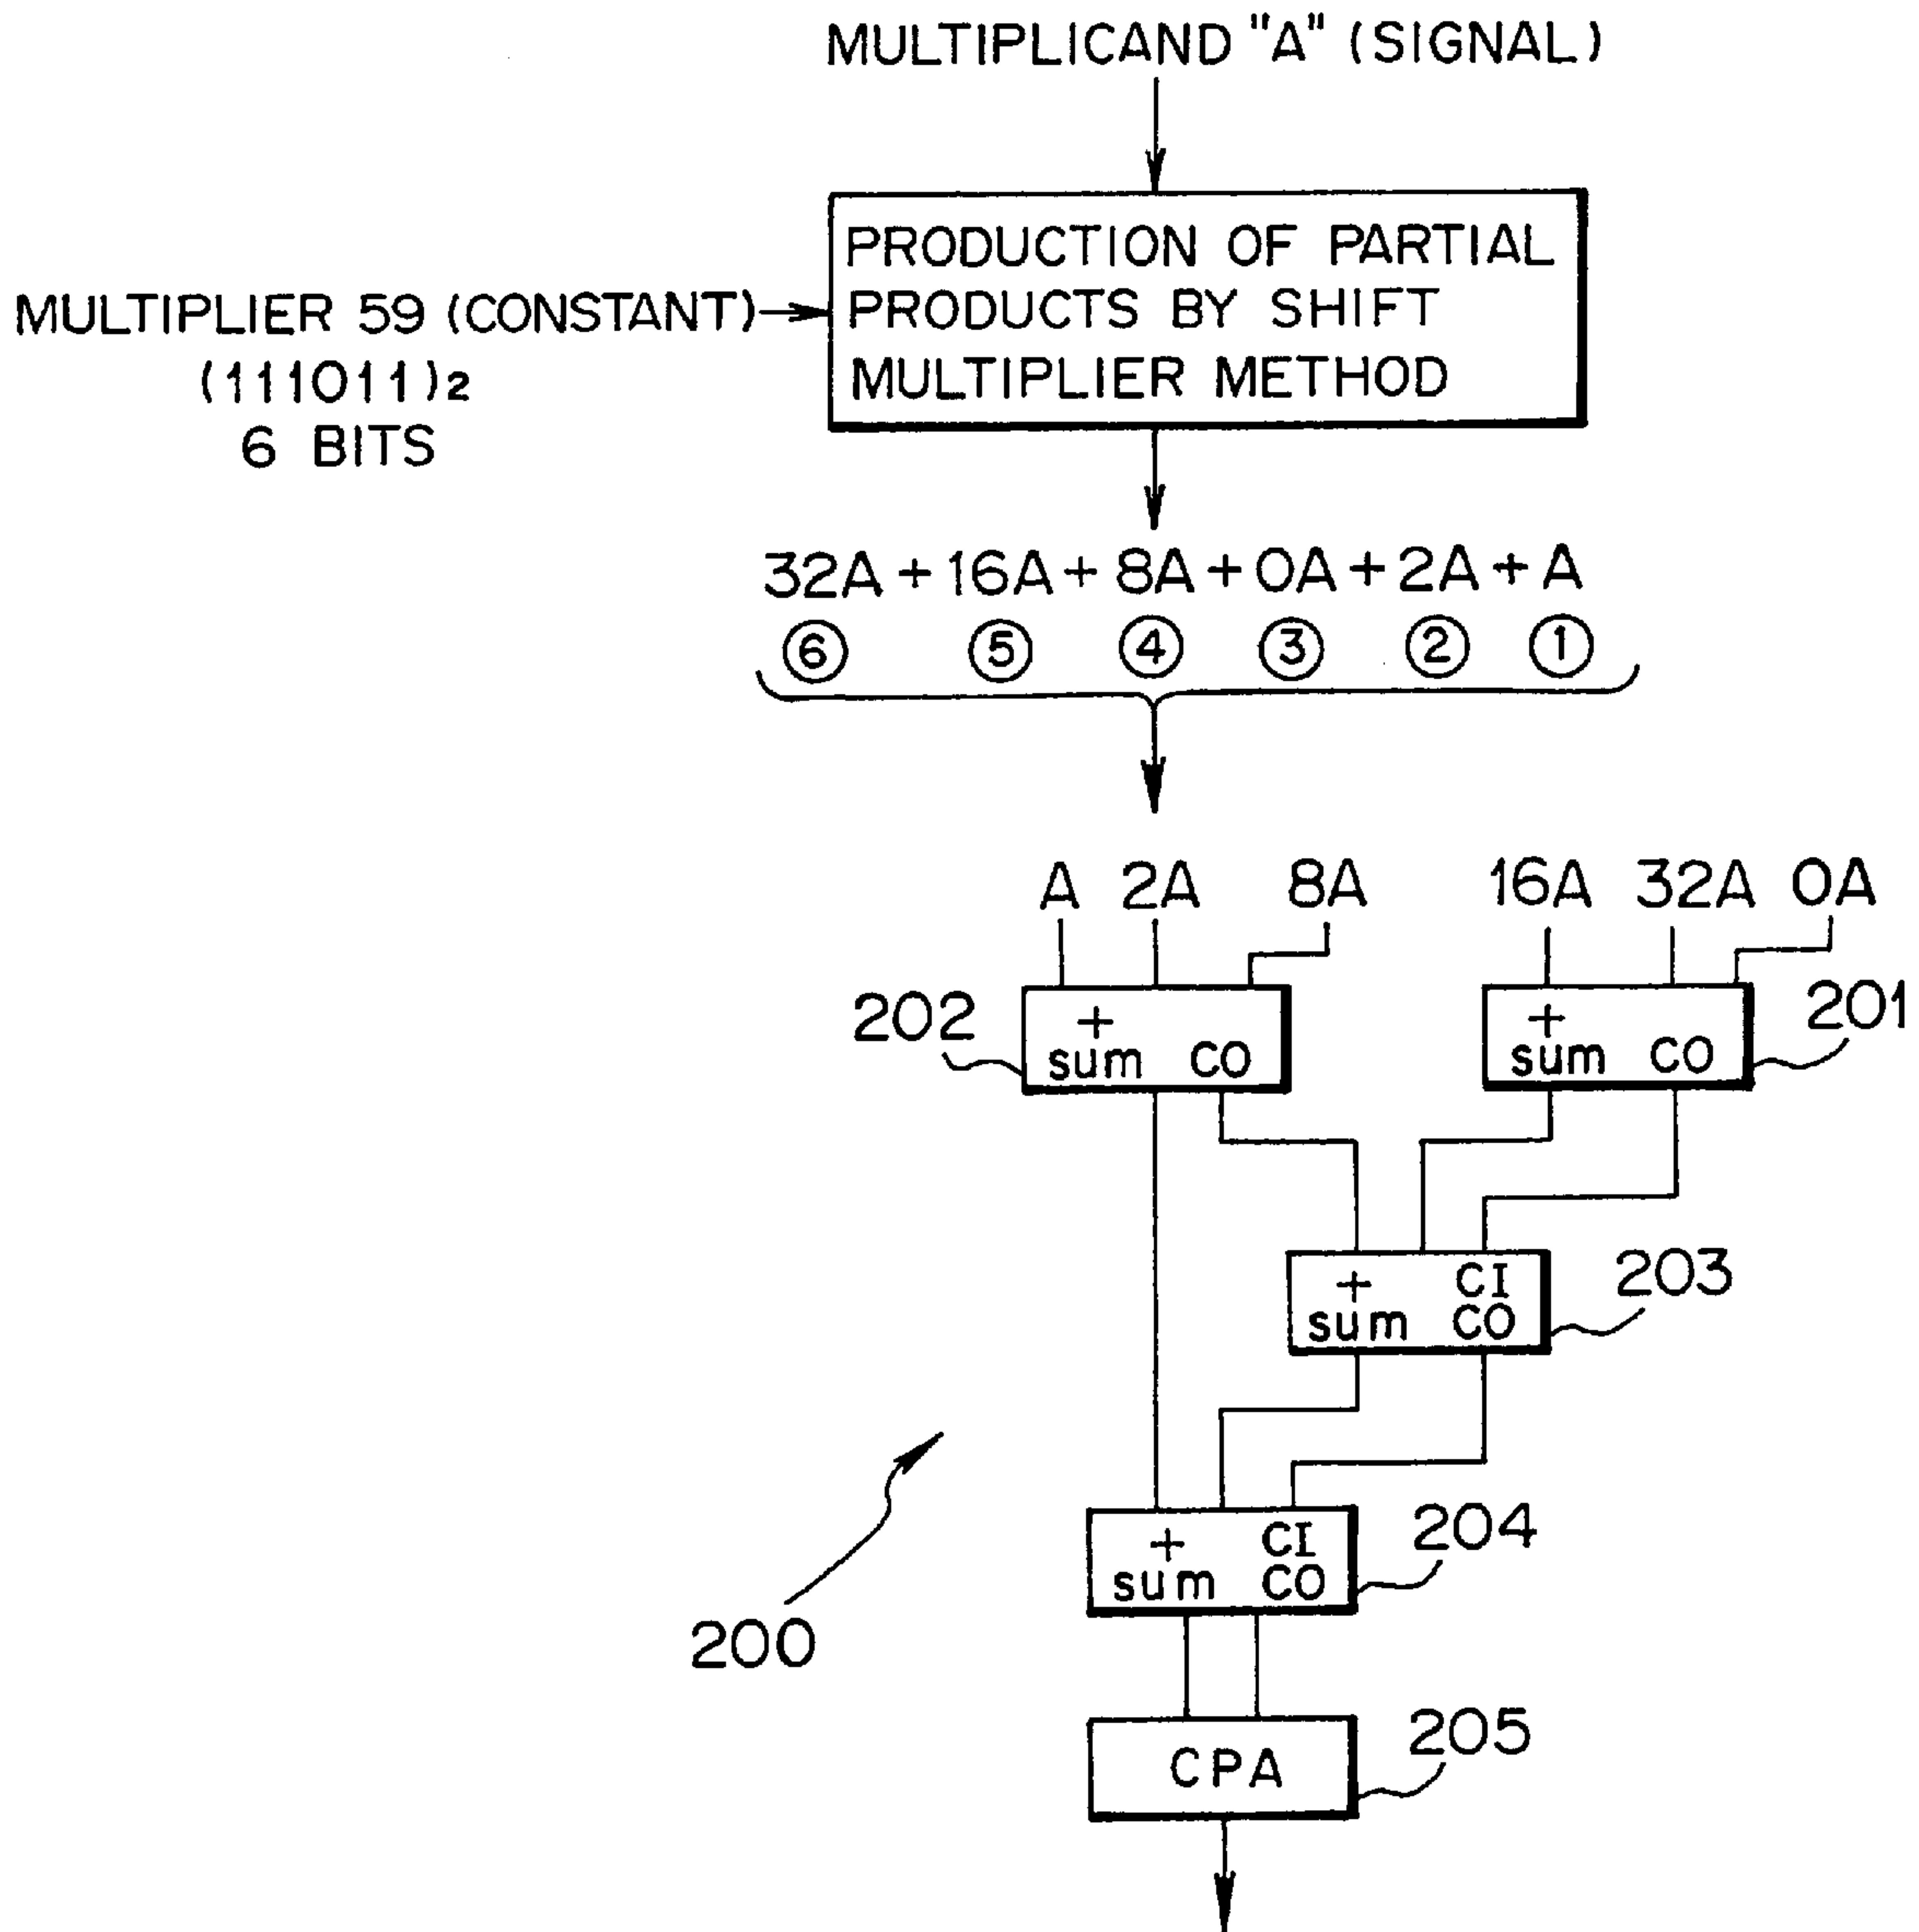 MULTIPLICAND "A" (SIGNAL)
PRODUCTION OF PARTIAL
PRODUCTS BY SHIFT
MULTIPLIER METHOD
MULTIPLIER 59 (CONSTANT)
(111011)2
6 BITS
32A + 16A + 8A + 0A + 2A + A
⑥ ⑤ ④ ③ ② ①
A 2A 8A 16A 32A 0A
202
+
sum CO
+
sum CO
201
+ CI
sum CO
203
+ CI
sum CO
204
200
CPA
205